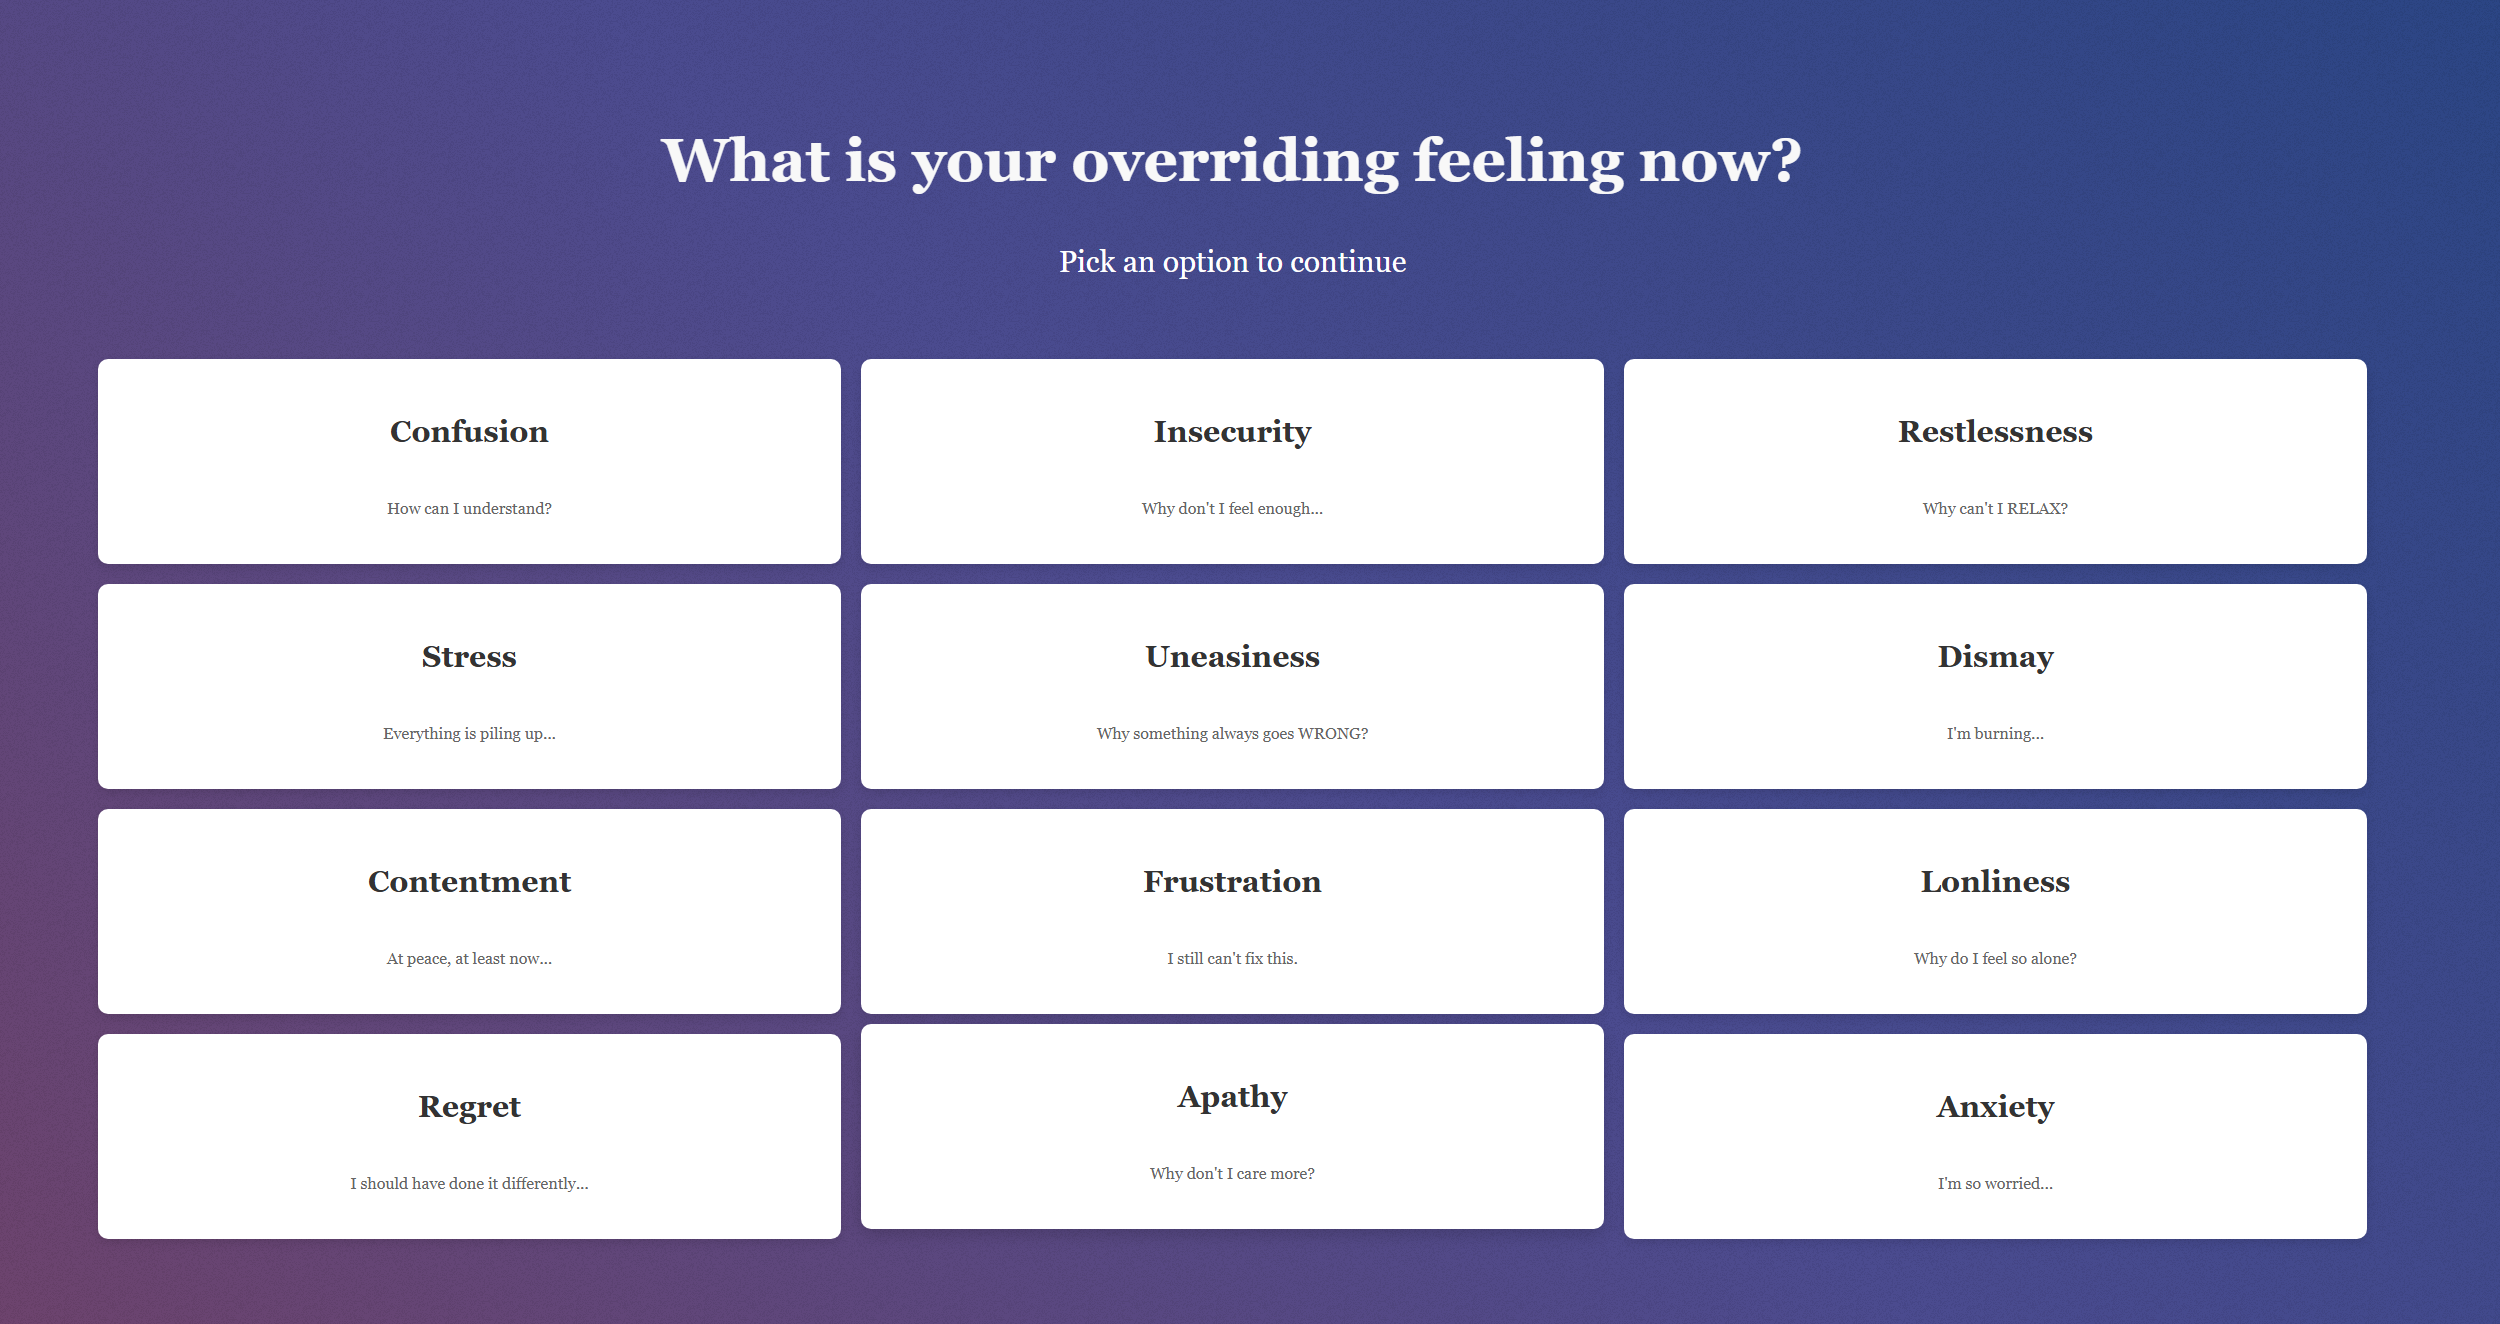 What is your overriding feeling now?
Pick an option to continue
Confusion
How can I understand?
Insecurity
Why don't I feel enough...
Restlessness
Why can't I RELAX?
Stress
Everything is piling up...
Uneasiness
Why something always goes WRONG?
Dismay
I'm burning...
Contentment
At peace, at least now...
Frustration
I still can't fix this.
Lonliness
Why do I feel so alone?
Regret
I should have done it differently...
Apathy
Why don't I care more?
Anxiety
I'm so worried...